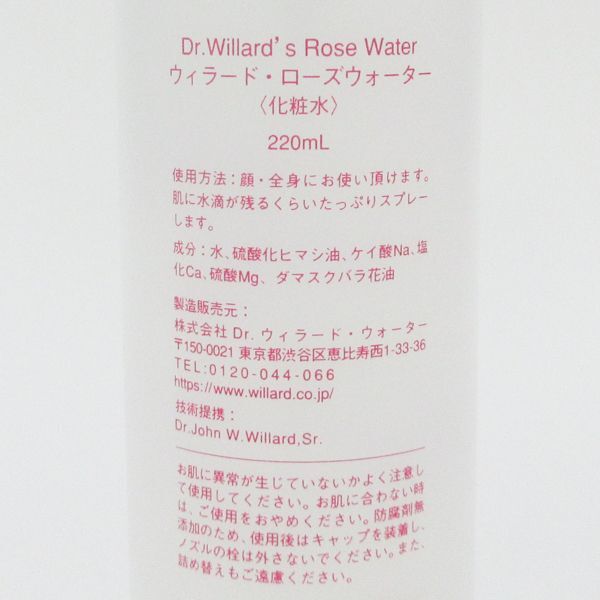 Dr.Willard's Rose Water
ウィラード・ローズウォーター
〈化粧水〉
220mL
使用方法:顔・全身にお使い頂けます。
肌に水滴が残るくらいたっぷりスプレー
します。
成分:水、硫酸化ヒマシ油、ケイ酸Na、塩
化Ca、硫酸Mg、ダマスクバラ花油
製造販売元:
株式会社 Dr. ウィラード・ウォーター
〒150-0021 東京都渋谷区恵比寿西1-33-36
TEL:0120-044-066
https://www.willard.co.jp/
技術提携:
Dr.John W.Willard,Sr.
お肌に異常が生じていないかよく注意し
て使用してください。お肌に合わない時
は、ご使用をおやめください。防腐剤無
添加のため、使用後はキャップを装着し、
ノズルの栓は外さないでください。また、
詰め替えもご遠慮ください。